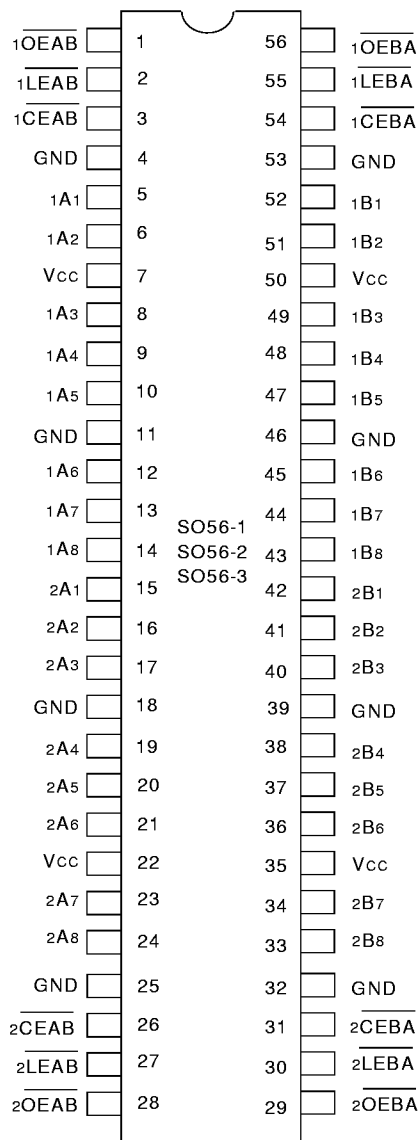 1OEAB 1 56 1OEBA
1LEAB 2 55 1LEBA
1CEAB 3 54 1CEBA
GND 4 53 GND
1A1 5 52 1B1
1A2 6 51 1B2
VCC 7 50 VCC
1A3 8 49 1B3
1A4 9 48 1B4
1A5 10 47 1B5
GND 11 46 GND
1A6 12 45 1B6
1A7 13 44 1B7
SO56-1
1A8 14 SO56-2 43 1B8
SO56-3
2A1 15 42 2B1
2A2 16 41 2B2
2A3 17 40 2B3
GND 18 39 GND
2A4 19 38 2B4
2A5 20 37 2B5
2A6 21 36 2B6
VCC 22 35 VCC
2A7 23 34 2B7
2A8 24 33 2B8
GND 25 32 GND
2CEAB 26 31 2CEBA
2LEAB 27 30 2LEBA
2OEAB 28 29 2OEBA